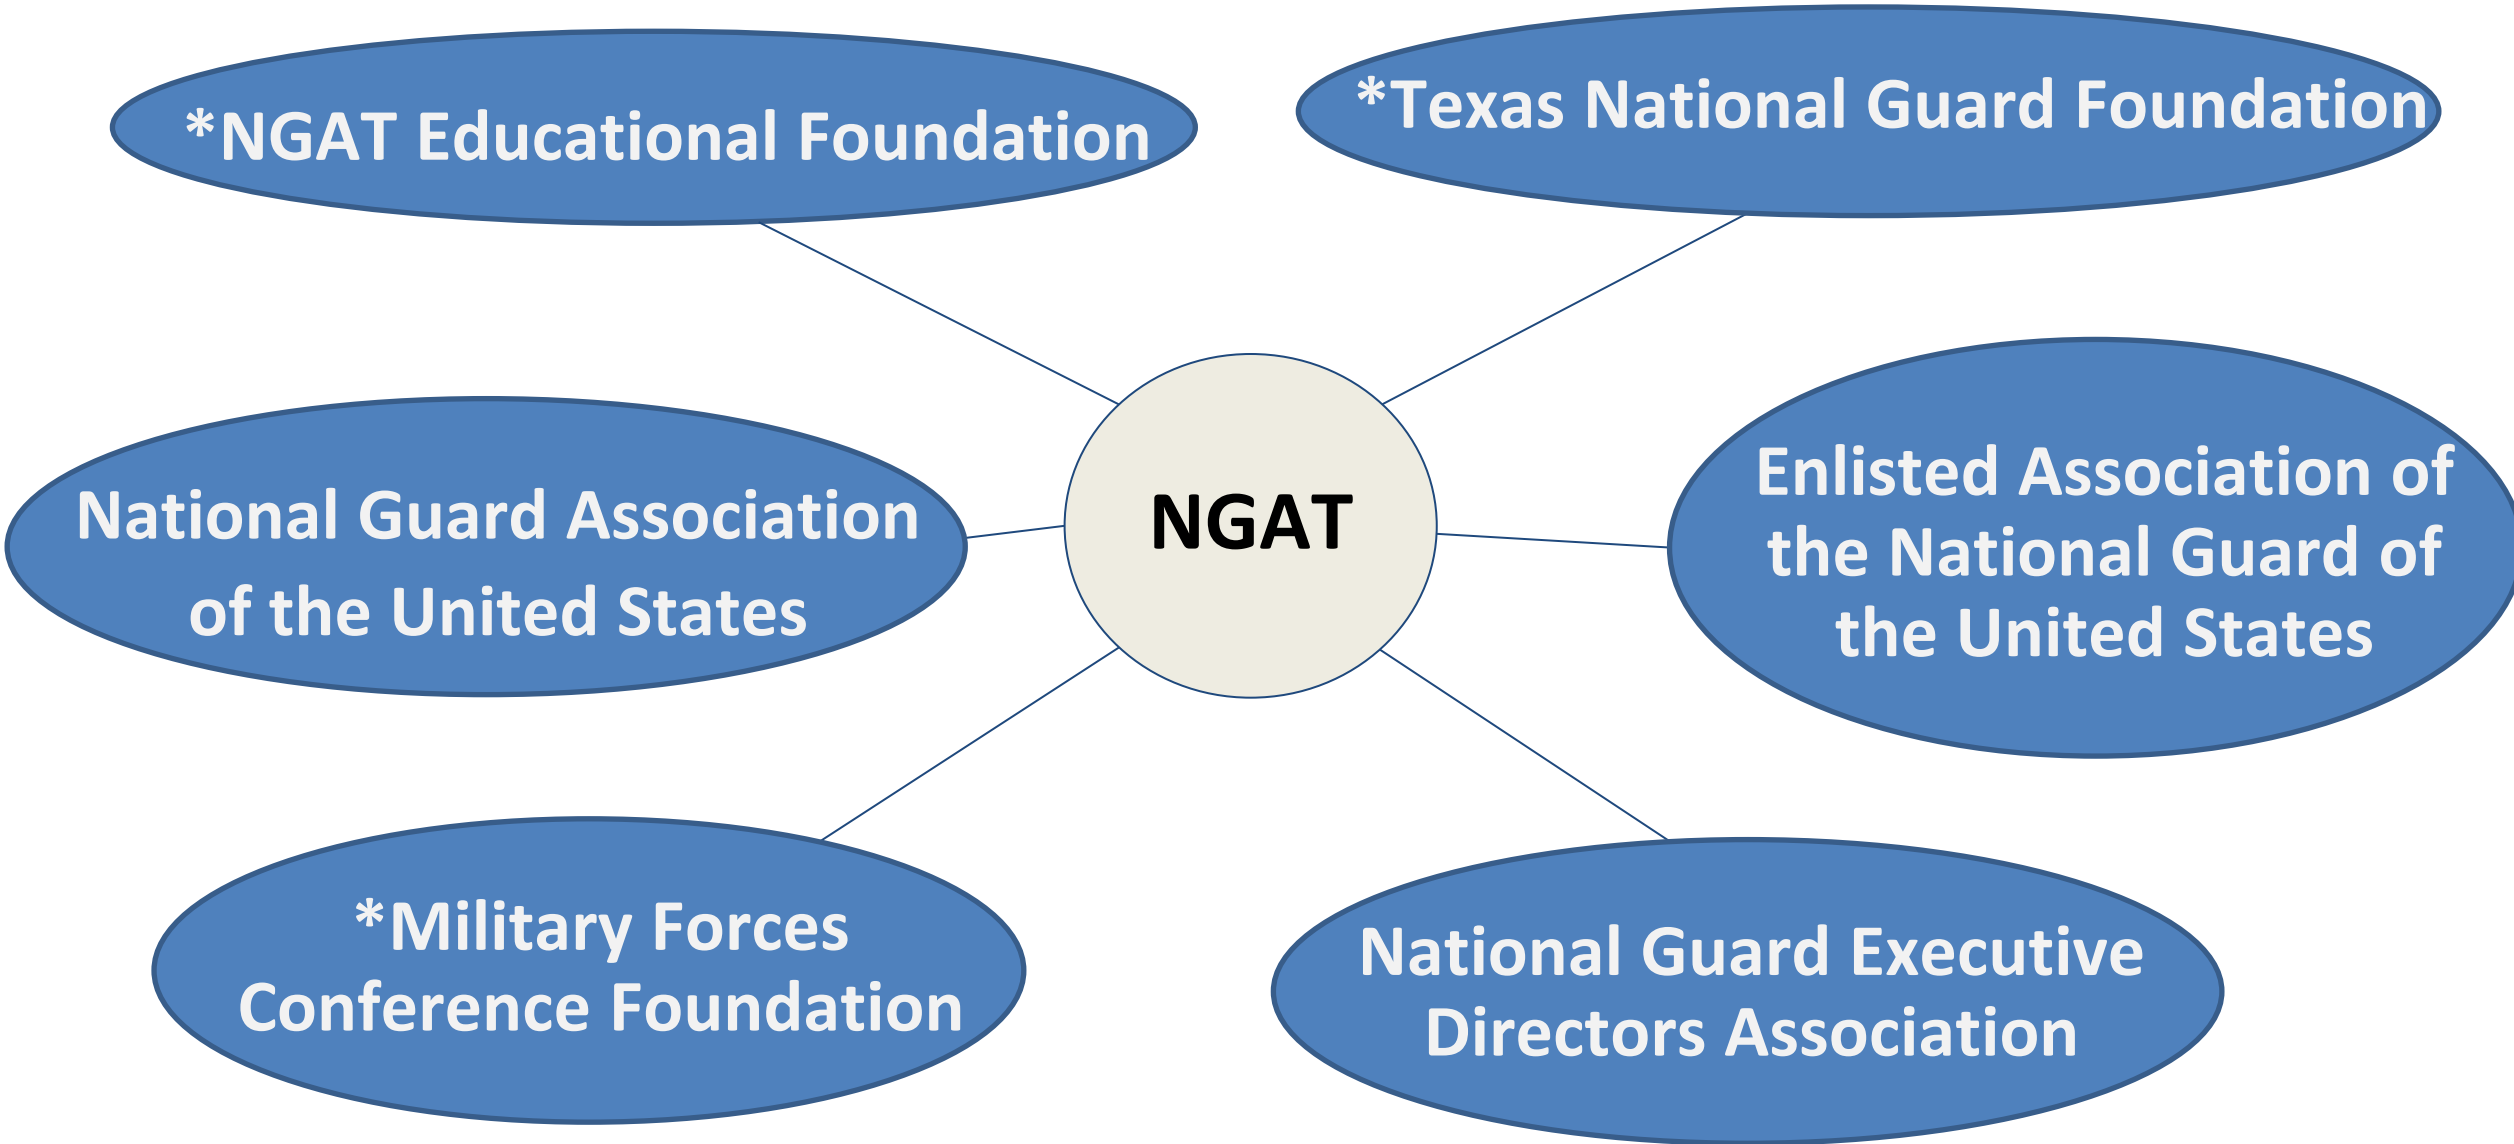 *NGAT Educational Foundation
*Texas National Guard Foundation
National Guard Association
of the United States
NGAT
Enlisted Association of
the National Guard of
the United States
*Military Forces
Conference Foundation
National Guard Executive
Directors Association